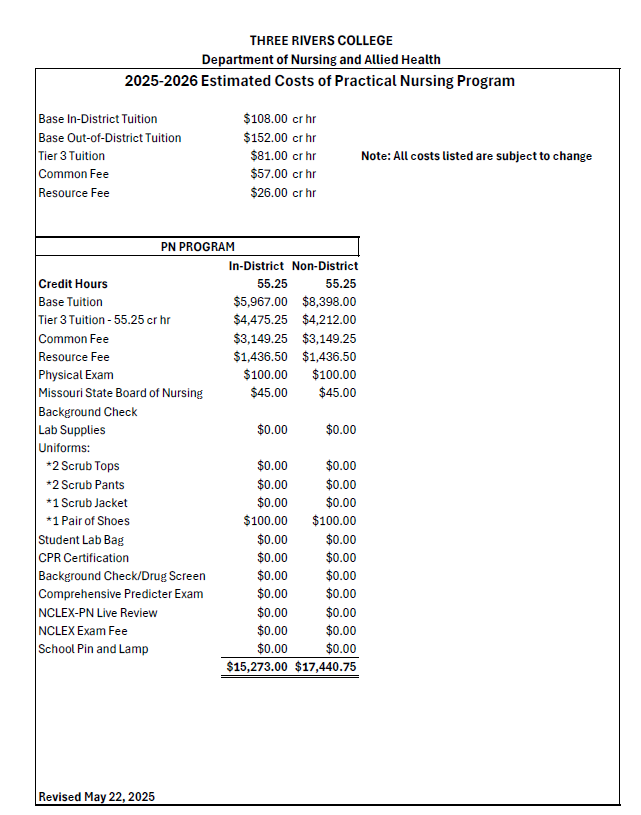 THREE RIVERS COLLEGE
Department of Nursing and Allied Health
2025-2026 Estimated Costs of Practical Nursing Program
Base In-District Tuition $108.00 cr hr
Base Out-of-District Tuition $152.00 cr hr
Tier 3 Tuition $81.00 cr hr Note: All costs listed are subject to change
Common Fee $57.00 cr hr
Resource Fee $26.00 cr hr
PN PROGRAM
In-District Non-District
Credit Hours 55.25 55.25
Base Tuition $5,967.00 $8,398.00
Tier 3 Tuition - 55.25 cr hr $4,475.25 $4,212.00
Common Fee $3,149.25 $3,149.25
Resource Fee $1,436.50 $1,436.50
Physical Exam $100.00 $100.00
Missouri State Board of Nursing $45.00 $45.00
Background Check
Lab Supplies $0.00 $0.00
Uniforms:
*2 Scrub Tops $0.00 $0.00
*2 Scrub Pants $0.00 $0.00
*1 Scrub Jacket $0.00 $0.00
*1 Pair of Shoes $100.00 $100.00
Student Lab Bag $0.00 $0.00
CPR Certification $0.00 $0.00
Background Check/Drug Screen $0.00 $0.00
Comprehensive Predicter Exam $0.00 $0.00
NCLEX-PN Live Review $0.00 $0.00
NCLEX Exam Fee $0.00 $0.00
School Pin and Lamp $0.00 $0.00
$15,273.00 $17,440.75
Revised May 22, 2025